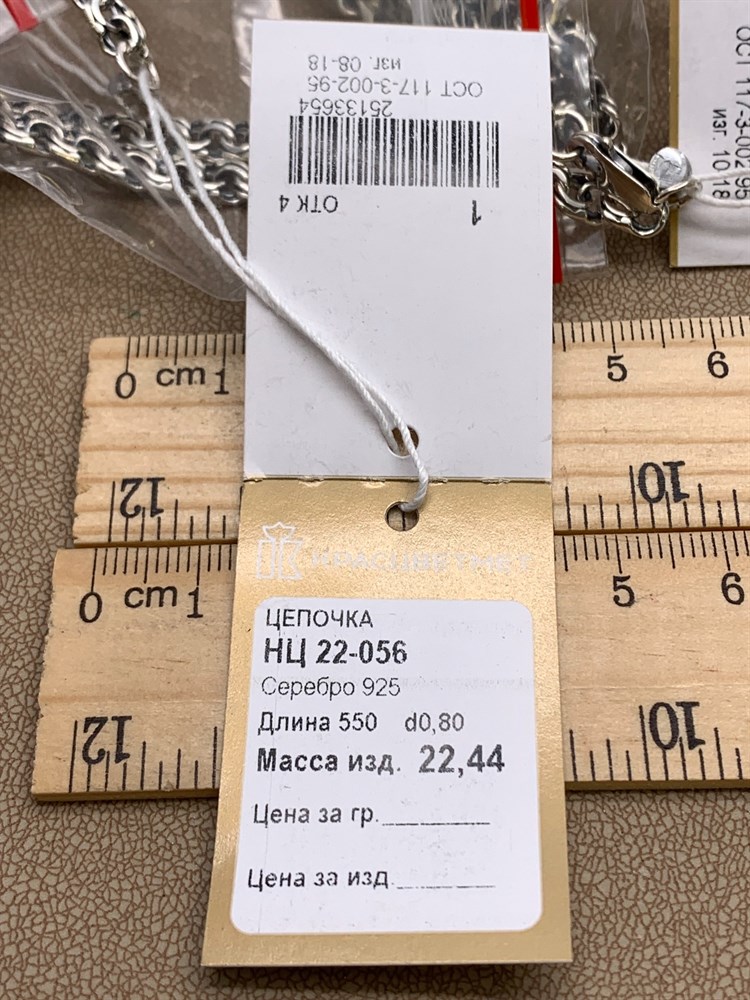 изг. 08-18
ОСТ 117-3-002-95
25133654
ОТК 4
1
ОСТ 117-3-002-95
изг. 10 18
0 cm 1
5 6
12
10
0 cm 1
5 6
12
10
КРАСЦВЕТМЕТ
ЦЕПОЧКА
НЦ 22-056
Серебро 925
Длина 550 d0,80
Масса изд. 22,44
Цена за гр.
Цена за изд